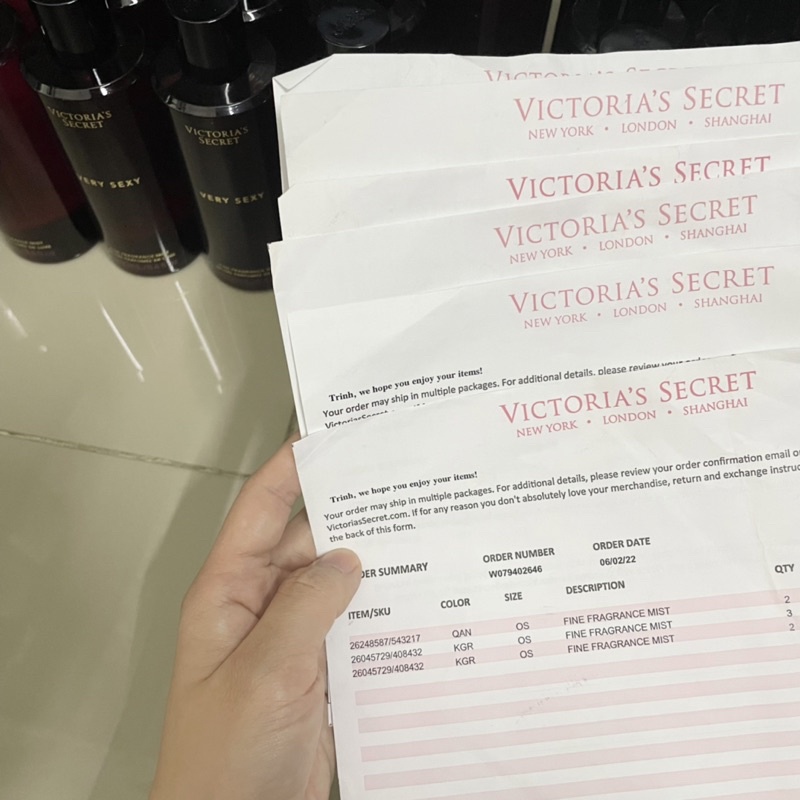 VICTORIA'S
SECRET
VERY SEXY
VICTORIA'S
SECRET
VERY SEXY
VICTORIA'S SECRET
NEW YORK • LONDON • SHANGHAI
VICTORIA'S SECRET
VICTORIA'S SECRET
NEW YORK • LONDON • SHANGHAI
VICTORIA'S SECRET
NEW YORK • LONDON • SHANGHAI
Trinh, we hope you enjoy your items!
Your order may ship in multiple packages. For additional details, please review your
VICTORIA'S SECRET
NEW YORK • LONDON • SHANGHAI
Trinh, we hope you enjoy your items!
Your order may ship in multiple packages. For additional details, please review your order confirmation email o
VictoriasSecret.com. If for any reason you don't absolutely love your merchandise, return and exchange instruc
the back of this form.
DER SUMMARY ORDER NUMBER ORDER DATE
W079402646 06/02/22
ITEM/SKU COLOR SIZE DESCRIPTION QTY
26248587/543217 QAN OS FINE FRAGRANCE MIST 2
26045729/408432 KGR OS FINE FRAGRANCE MIST 3
26045729/408432 KGR OS FINE FRAGRANCE MIST 2